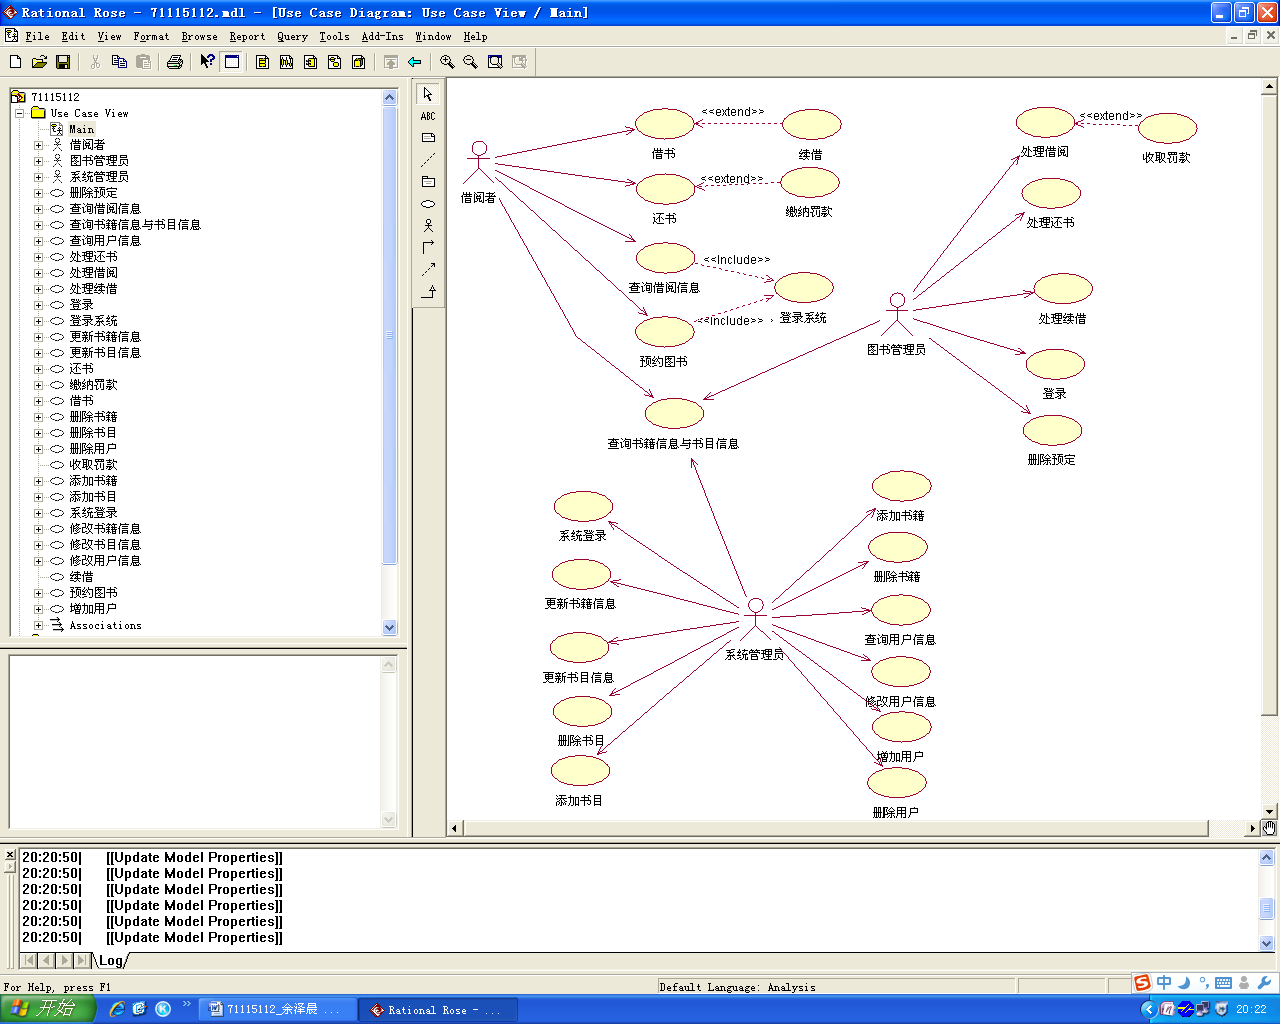 Rational Rose - 71115112.mdl - [Use Case Diagram: Use Case View / Main]
File Edit View Format Browse Report Query Tools Add-Ins Window Help
71115112
Use Case View
Main
借阅者
图书管理员
系统管理员
删除预定
查询借阅信息
查询书籍信息与书目信息
查询用户信息
处理还书
处理借阅
处理续借
登录
登录系统
更新书籍信息
更新书目信息
还书
缴纳罚款
借书
删除书籍
删除书目
删除用户
收取罚款
添加书籍
添加书目
系统登录
修改书籍信息
修改书目信息
修改用户信息
续借
预约图书
增加用户
Associations
ABC
借阅者
借书
<<extend>>
续借
还书
<<extend>>
缴纳罚款
查询借阅信息
<<Include>>
登录系统
预约图书
<<Include>>
查询书籍信息与书目信息
图书管理员
处理借阅
<<extend>>
收取罚款
处理还书
处理续借
登录
删除预定
系统管理员
系统登录
更新书籍信息
更新书目信息
删除书目
添加书目
添加书籍
删除书籍
查询用户信息
修改用户信息
增加用户
删除用户
20:20:50| [[Update Model Properties]]
20:20:50| [[Update Model Properties]]
20:20:50| [[Update Model Properties]]
20:20:50| [[Update Model Properties]]
20:20:50| [[Update Model Properties]]
20:20:50| [[Update Model Properties]]
Log
For Help, press F1
Default Language: Analysis
中
开始
71115112_余泽晨 ...
Rational Rose - ...
20:22